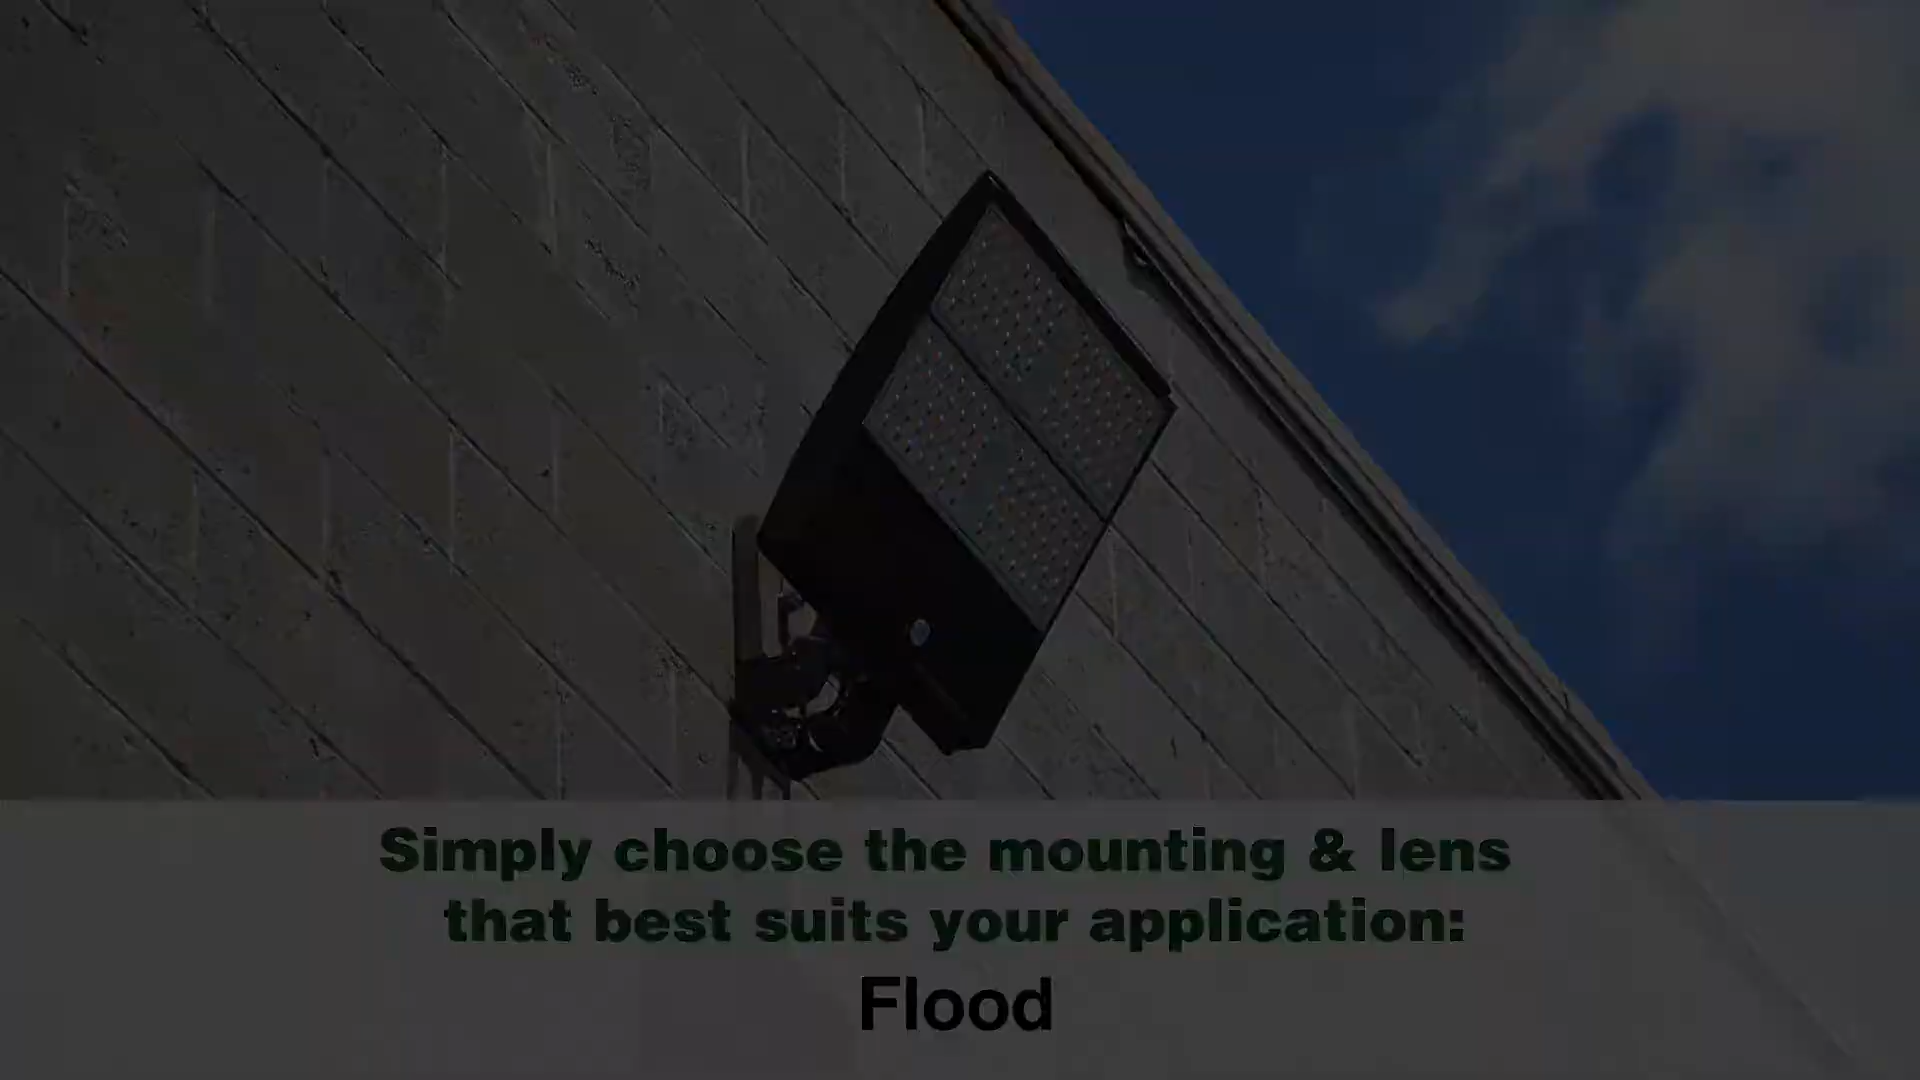 Simply choose the mounting & lens
that best suits your application:
Flood